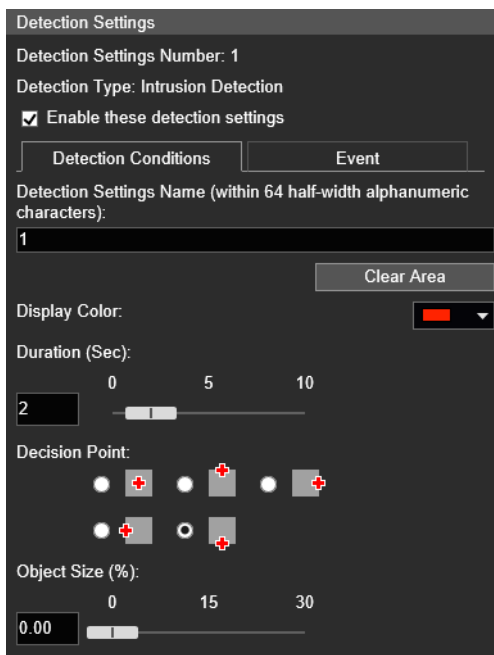 Detection Settings
Detection Settings Number: 1
Detection Type: Intrusion Detection
Enable these detection settings
Detection Conditions Event
Detection Settings Name (within 64 half-width alphanumeric
characters):
1
Clear Area
Display Color:
Duration (Sec):
0 5 10
2
Decision Point:
Object Size (%):
0 15 30
0.00